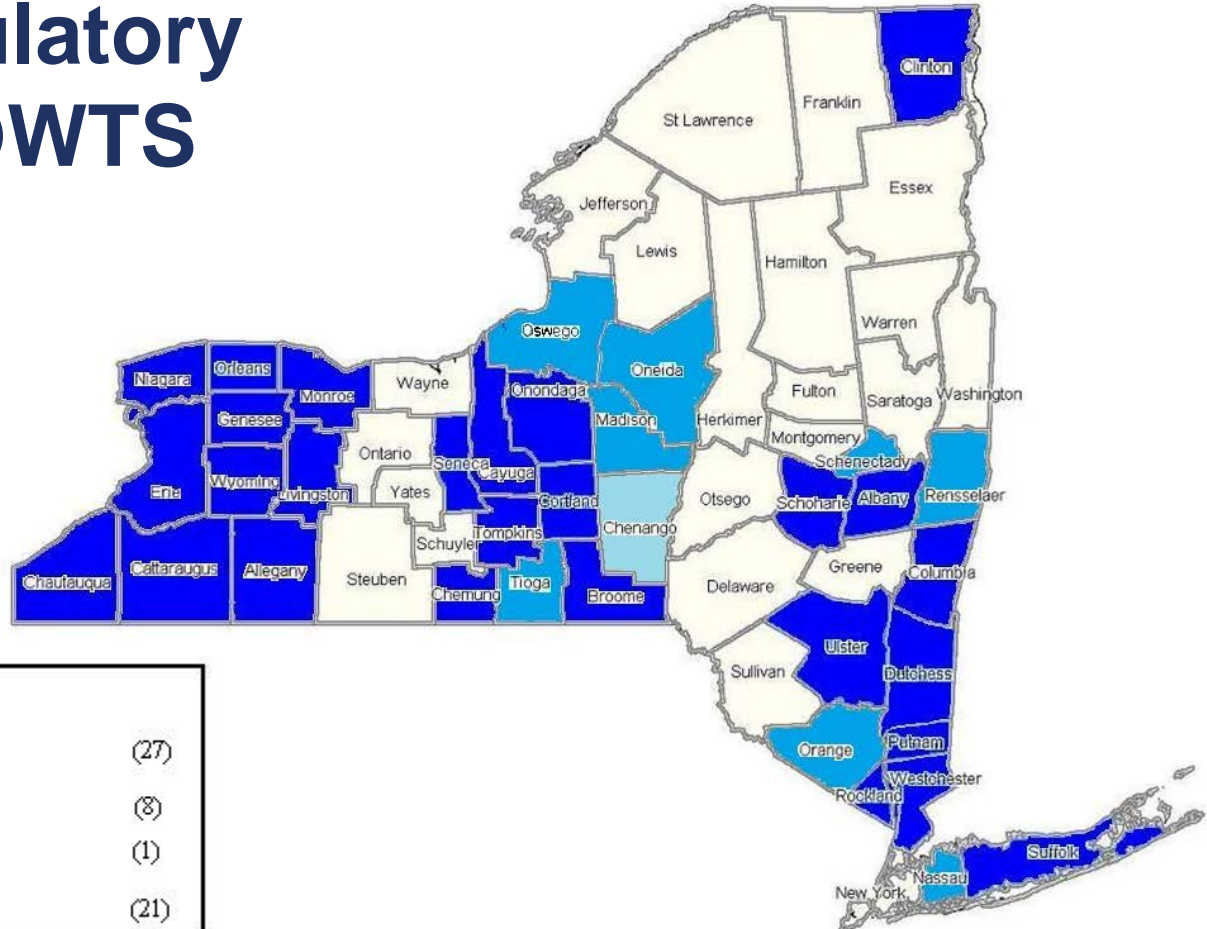 ulatory
OWTS
Clinton
Franklin
St Lawrence
Essex
Jefferson
Lewis
Hamilton
Oswego
Warren
Oneida
Niagara
Orleans
Monroe
Wayne
Onondaga
Fulton
Saratoga
Washington
Genesee
Madison
Herkimer
Montgomery
Ontario
Seneca
Cayuga
Schenectady
Erie
Wyoming
Livingston
Yates
Cortland
Otsego
Schoharie
Albany
Rensselaer
Chenango
Schuyler
Tompkins
Chautauqua
Cattaraugus
Allegany
Steuben
Chemung
Tioga
Broome
Delaware
Greene
Columbia
Ulster
Sullivan
Dutchess
Orange
Putnam
Westchester
Rockland
Suffolk
Nassau
New York
(27)
(8)
(1)
(21)